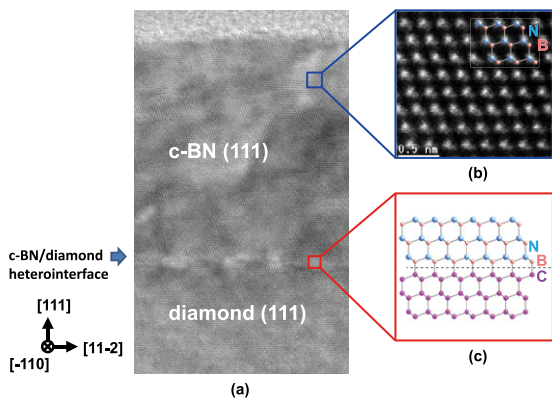 N
B
0.5 nm
(b)
c-BN (111)
c-BN/diamond
heterointerface
N
B
C
[111]
diamond (111)
[11-2]
[-110]
(a)
(c)